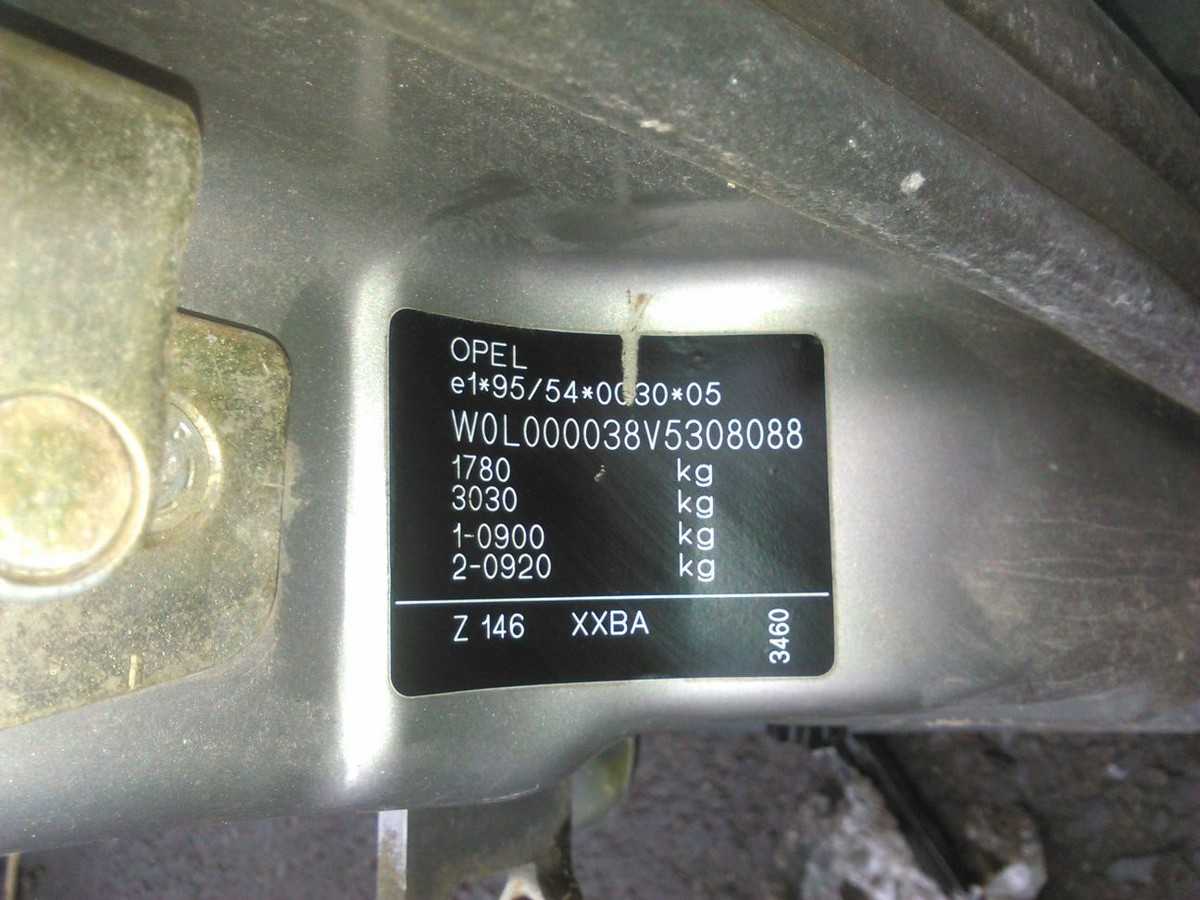 OPEL
e1*95/54*0030*05
W0L000038V5308088
1780 kg
3030 kg
1-0900 kg
2-0920 kg
Z 146 XXBA 3460